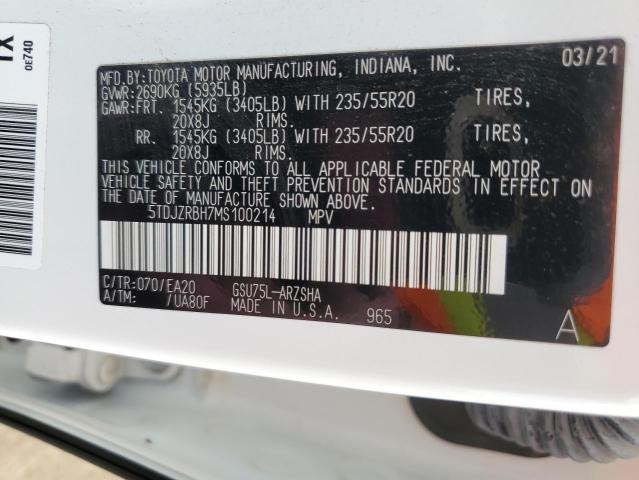 1X
0E740
MFD.BY:TOYOTA MOTOR MANUFACTURING, INDIANA, INC. 03/21
GVWR:2690KG (5935LB)
GAWR:FRT. 1545KG (3405LB) WITH 235/55R20 TIRES,
20X8J RIMS.
RR. 1545KG (3405LB) WITH 235/55R20 TIRES,
20X8J RIMS.
THIS VEHICLE CONFORMS TO ALL APPLICABLE FEDERAL MOTOR
VEHICLE SAFETY AND THEFT PREVENTION STANDARDS IN EFFECT ON
THE DATE OF MANUFACTURE SHOWN ABOVE.
5TDJZRBH7MS100214 MPV
C/TR:070/EA20 GSU75L-ARZSHA
A/TM: /UA80F MADE IN U.S.A. 965 A